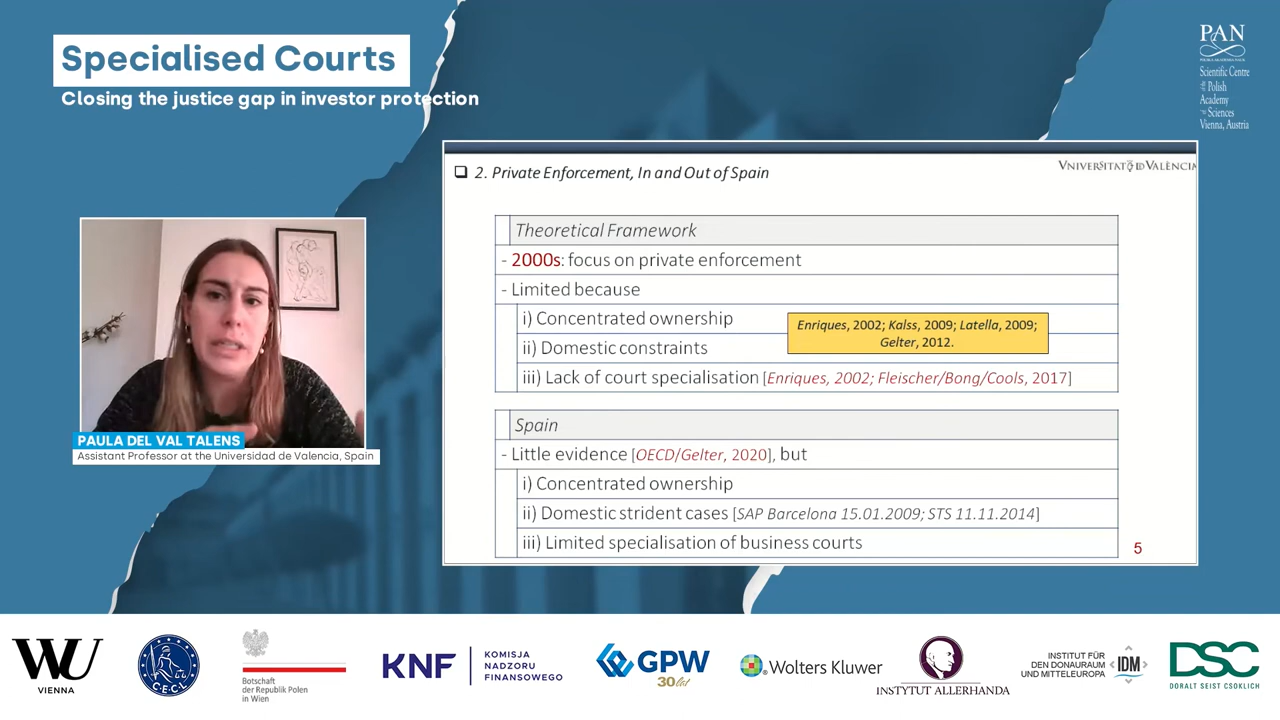 Specialised Courts
Closing the justice gap in investor protection
PAN
POLSKA AKADEMIA NAUK
Scientific Centre
of the Polish
Academy
of Sciences
Vienna, Austria
❑ 2. Private Enforcement, In and Out of Spain
VNIVERSITAT ID VALÈNCIA
Theoretical Framework
- 2000s: focus on private enforcement
- Limited because
i) Concentrated ownership
ii) Domestic constraints
Enriques, 2002; Kalss, 2009; Latella, 2009;
Gelter, 2012.
iii) Lack of court specialisation [Enriques, 2002; Fleischer/Bong/Cools, 2017]
Spain
- Little evidence [OECD/Gelter, 2020], but
i) Concentrated ownership
ii) Domestic strident cases [SAP Barcelona 15.01.2009; STS 11.11.2014]
iii) Limited specialisation of business courts
5
PAULA DEL VAL TALENS
Assistant Professor at the Universidad de Valencia, Spain
WU
VIENNA
C·E·C·L
Botschaft
der Republik Polen
in Wien
KNF
KOMISJA
NADZORU
FINANSOWEGO
GPW
30 lat
Wolters Kluwer
INSTYTUT ALLERHANDA
INSTITUT FÜR
DEN DONAURAUM
UND MITTELEUROPA
IDM
DSC
DORALT SEIST CSOKLICH